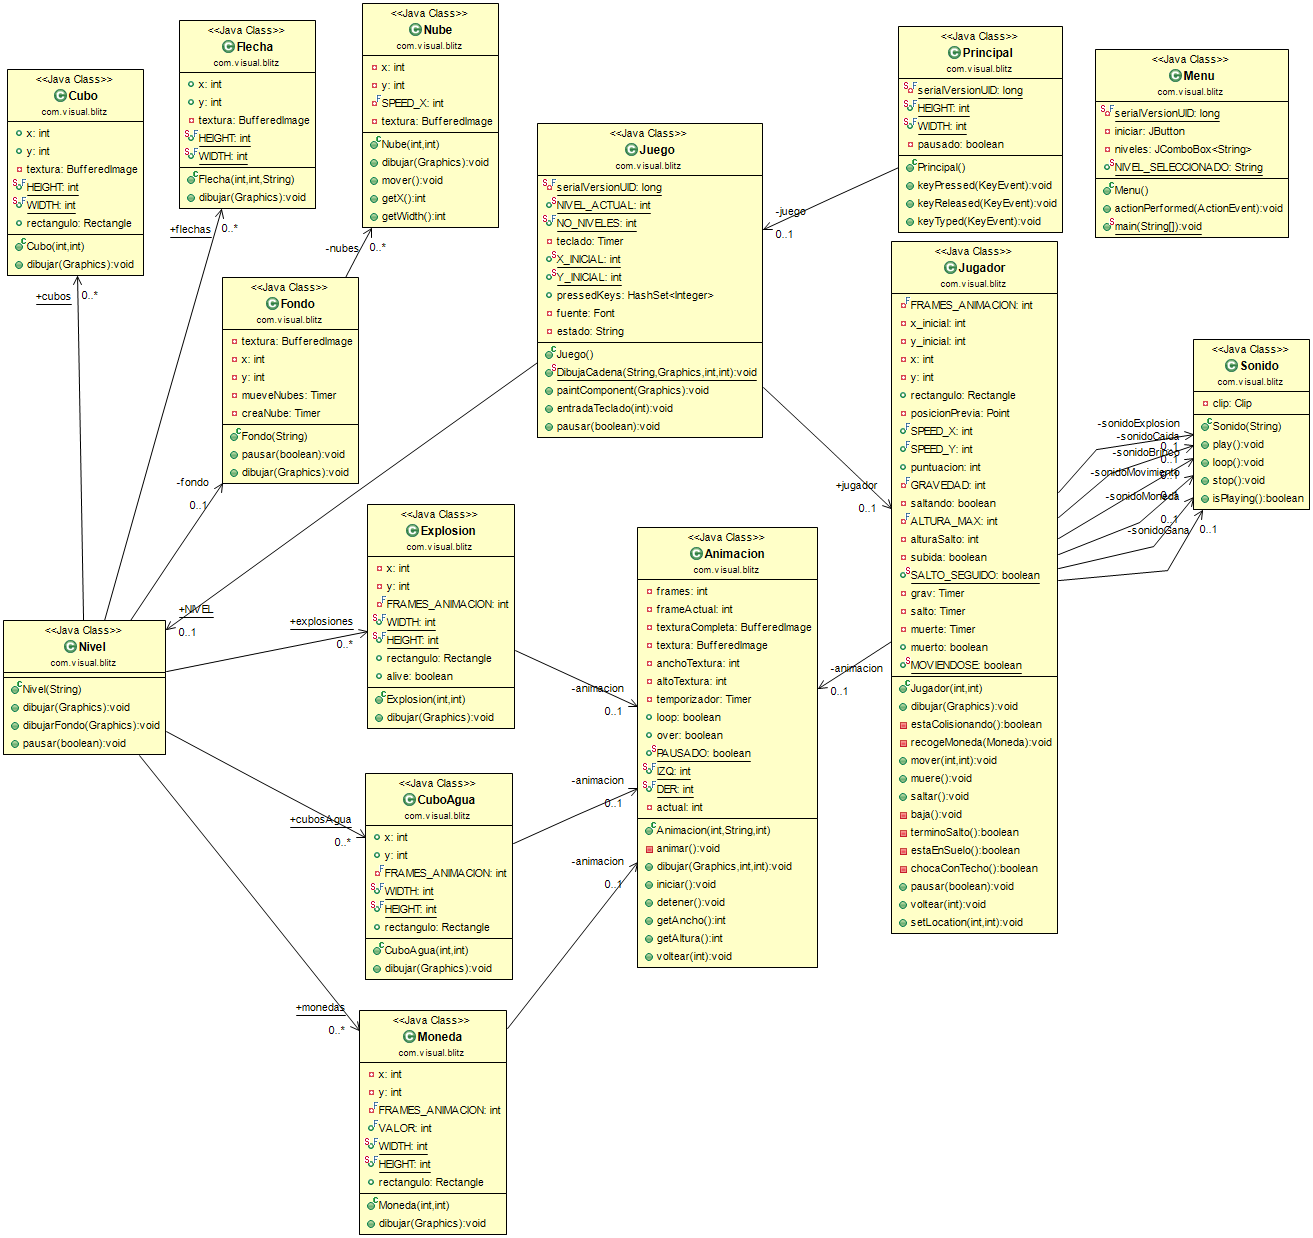 <<Java Class>>
Cubo
com.visual.blitz
x: int
y: int
textura: BufferedImage
HEIGHT: int
WIDTH: int
rectangulo: Rectangle
Cubo(int,int)
dibujar(Graphics):void
<<Java Class>>
Flecha
com.visual.blitz
x: int
y: int
textura: BufferedImage
HEIGHT: int
WIDTH: int
Flecha(int,int,String)
dibujar(Graphics):void
<<Java Class>>
Nube
com.visual.blitz
x: int
y: int
SPEED_X: int
textura: BufferedImage
Nube(int,int)
dibujar(Graphics):void
mover():void
getX():int
getWidth():int
<<Java Class>>
Juego
com.visual.blitz
serialVersionUID: long
NIVEL_ACTUAL: int
NO_NIVELES: int
teclado: Timer
X_INICIAL: int
Y_INICIAL: int
pressedKeys: HashSet<Integer>
fuente: Font
estado: String
Juego()
DibujaCadena(String,Graphics,int,int):void
paintComponent(Graphics):void
entradaTeclado(int):void
pausar(boolean):void
<<Java Class>>
Principal
com.visual.blitz
serialVersionUID: long
HEIGHT: int
WIDTH: int
pausado: boolean
Principal()
keyPressed(KeyEvent):void
keyReleased(KeyEvent):void
keyTyped(KeyEvent):void
<<Java Class>>
Menu
com.visual.blitz
serialVersionUID: long
iniciar: JButton
niveles: JComboBox<String>
NIVEL_SELECCIONADO: String
Menu()
actionPerformed(ActionEvent):void
main(String[]):void
-juego
0..1
+flechas
0..*
-nubes
0..*
+cubos
0..*
<<Java Class>>
Fondo
com.visual.blitz
textura: BufferedImage
x: int
y: int
mueveNubes: Timer
creaNube: Timer
Fondo(String)
pausar(boolean):void
dibujar(Graphics):void
-fondo
0..1
<<Java Class>>
Jugador
com.visual.blitz
FRAMES_ANIMACION: int
x_inicial: int
y_inicial: int
x: int
y: int
rectangulo: Rectangle
posicionPrevia: Point
SPEED_X: int
SPEED_Y: int
puntuacion: int
GRAVEDAD: int
saltando: boolean
ALTURA_MAX: int
alturaSalto: int
subida: boolean
SALTO_SEGUIDO: boolean
grav: Timer
salto: Timer
muerte: Timer
muerto: boolean
MOVIENDOSE: boolean
Jugador(int,int)
dibujar(Graphics):void
estaColisionando():boolean
recogeMoneda(Moneda):void
mover(int,int):void
muere():void
saltar():void
baja():void
terminoSalto():boolean
estaEnSuelo():boolean
chocaConTecho():boolean
pausar(boolean):void
voltear(int):void
setLocation(int,int):void
<<Java Class>>
Sonido
com.visual.blitz
clip: Clip
Sonido(String)
play():void
loop():void
stop():void
isPlaying():boolean
-sonidoExplosion
-sonidoCaida
0..1
-sonidoBrinco
0..1
-sonidoMovimiento
0..1
-sonidoMoneda
0..1
0..1
-sonidoGana
0..1
+jugador
0..1
<<Java Class>>
Explosion
com.visual.blitz
x: int
y: int
FRAMES_ANIMACION: int
WIDTH: int
HEIGHT: int
rectangulo: Rectangle
alive: boolean
Explosion(int,int)
dibujar(Graphics):void
<<Java Class>>
Animacion
com.visual.blitz
frames: int
frameActual: int
texturaCompleta: BufferedImage
textura: BufferedImage
anchoTextura: int
altoTextura: int
temporizador: Timer
loop: boolean
over: boolean
PAUSADO: boolean
IZQ: int
DER: int
actual: int
Animacion(int,String,int)
animar():void
dibujar(Graphics,int,int):void
iniciar():void
detener():void
getAncho():int
getAltura():int
voltear(int):void
+NIVEL
0..1
+explosiones
0..*
-animacion
0..1
-animacion
0..1
<<Java Class>>
Nivel
com.visual.blitz
Nivel(String)
dibujar(Graphics):void
dibujarFondo(Graphics):void
pausar(boolean):void
+cubosAgua
0..*
<<Java Class>>
CuboAgua
com.visual.blitz
x: int
y: int
FRAMES_ANIMACION: int
WIDTH: int
HEIGHT: int
rectangulo: Rectangle
CuboAgua(int,int)
dibujar(Graphics):void
-animacion
0..1
-animacion
0..1
+monedas
0..*
<<Java Class>>
Moneda
com.visual.blitz
x: int
y: int
FRAMES_ANIMACION: int
VALOR: int
WIDTH: int
HEIGHT: int
rectangulo: Rectangle
Moneda(int,int)
dibujar(Graphics):void